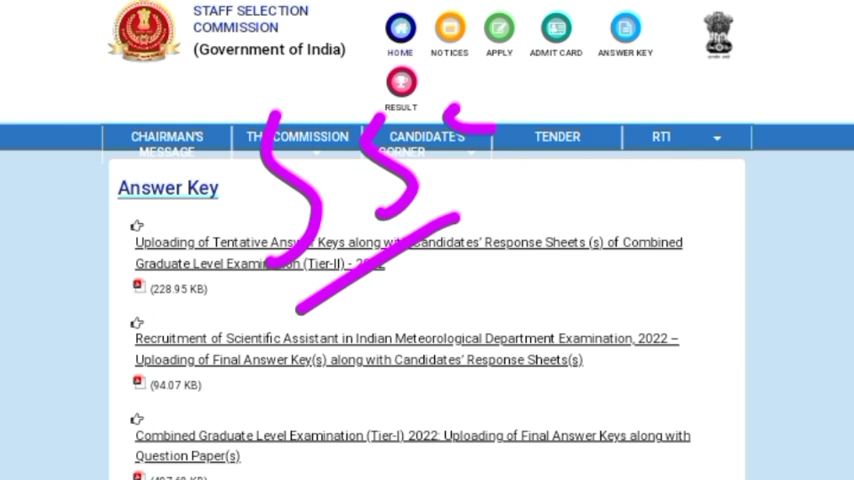 STAFF SELECTION
COMMISSION
(Government of India)
HOME NOTICES APPLY ADMIT CARD ANSWER KEY
RESULT
CHAIRMAN'S MESSAGE
THE COMMISSION
CANDIDATE'S CORNER
TENDER
RTI
Answer Key
Uploading of Tentative Answer Keys along with Candidates' Response Sheets (s) of Combined
Graduate Level Examination (Tier-II) - 2022
(228.95 KB)
Recruitment of Scientific Assistant in Indian Meteorological Department Examination, 2022 –
Uploading of Final Answer Key(s) along with Candidates' Response Sheets(s)
(94.07 KB)
Combined Graduate Level Examination (Tier-I) 2022: Uploading of Final Answer Keys along with
Question Paper(s)